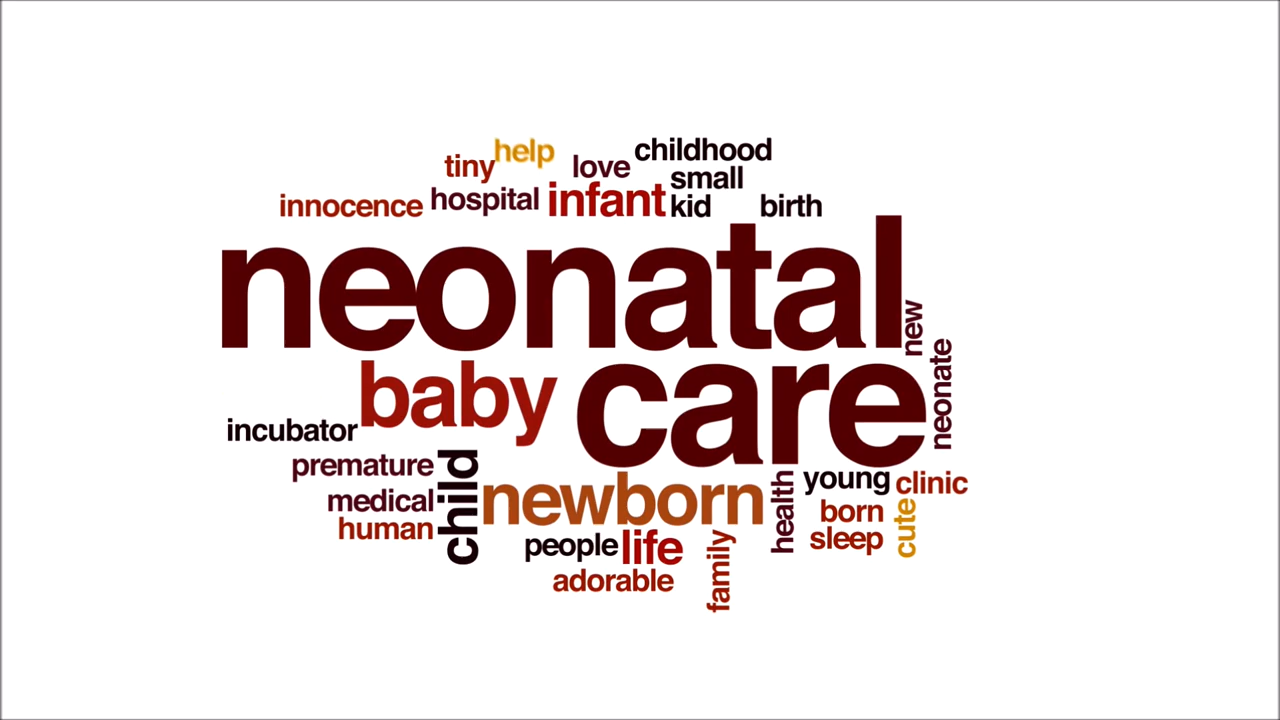 help
childhood
tiny
love
small
innocence
hospital
infant
kid
birth
neonatal
new
neonate
baby
care
incubator
premature
child
medical
human
newborn
health
young
clinic
born
cute
sleep
people
life
family
adorable